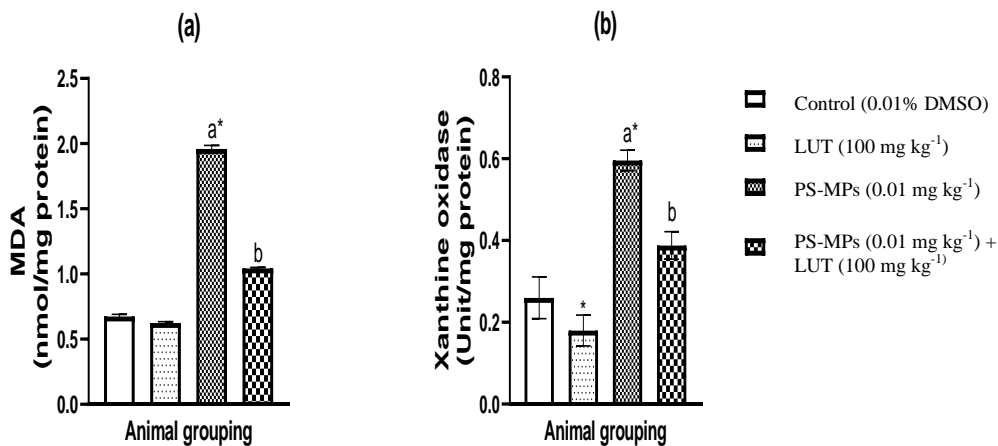 (a)
MDA
(nmol/mg protein)
2.5
2.0
1.5
1.0
0.5
0.0
a*
b
Animal grouping
(b)
Xanthine oxidase
(Unit/mg protein)
0.8
0.6
0.4
0.2
0.0
*
a*
b
Animal grouping
Control (0.01% DMSO)
LUT (100 mg kg⁻¹)
PS-MPs (0.01 mg kg⁻¹)
PS-MPs (0.01 mg kg⁻¹) +
LUT (100 mg kg⁻¹⁾